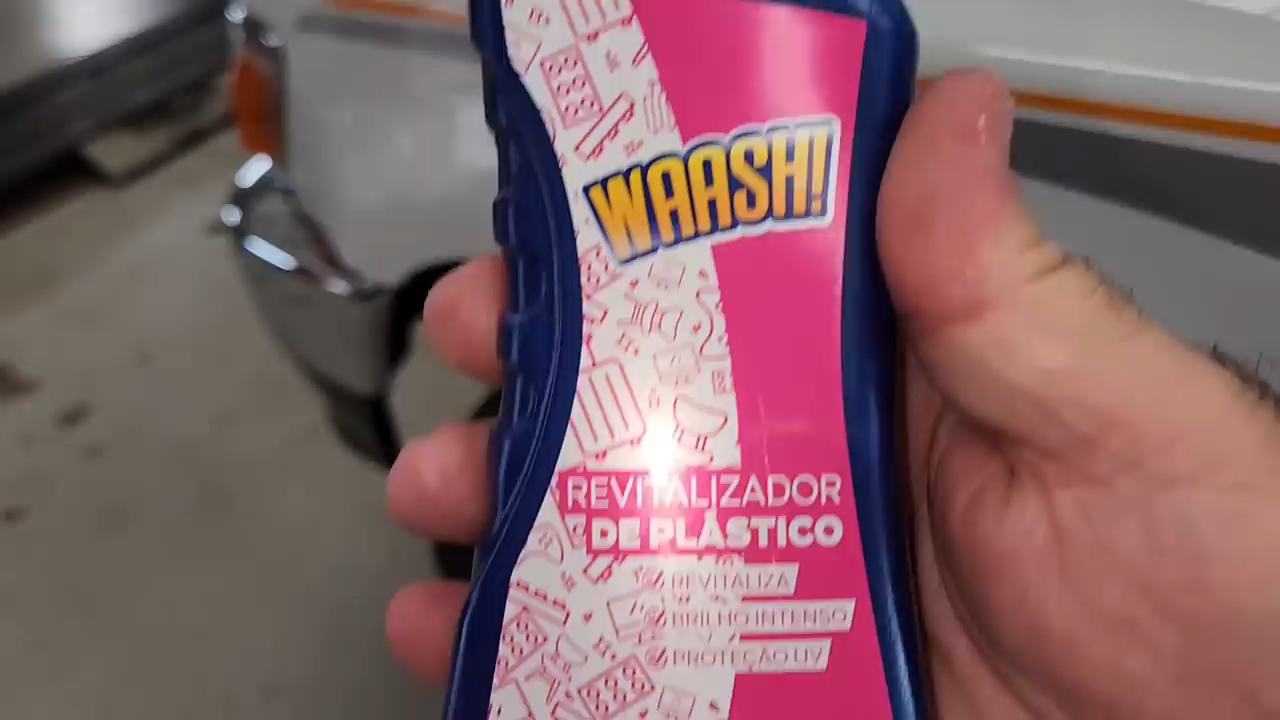 WAASH!
REVITALIZADOR
DE PLÁSTICO
REVITALIZA
BRILHO INTENSO
PROTEÇÃO UV